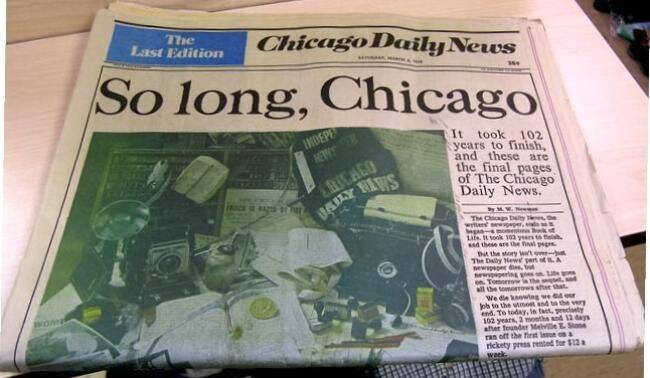 The
Last Edition
Chicago Daily News
SATURDAY, MARCH 4, 1978
So long, Chicago
It took 102
years to finish,
and these are
the final pages
of The Chicago
Daily News.
By M. W. Newman
The Chicago Daily News, the
writers' newspaper, ends as it
began—a momentous Book of
Life. It took 102 years to finish,
and these are the final pages.
But the story isn't over—just
The Daily News' part of it. A
newspaper dies, but
newspapering goes on. Life goes
on. Tomorrow is the sequel, and
all the tomorrows after that.
We die knowing we did our
job to the utmost and to the very
end. To today, in fact, precisely
102 years, 2 months and 12 days
after founder Melville E. Stone
ran off the first issue on a
rickety press rented for $12 a
week.
CHICAGO
DAILY NEWS